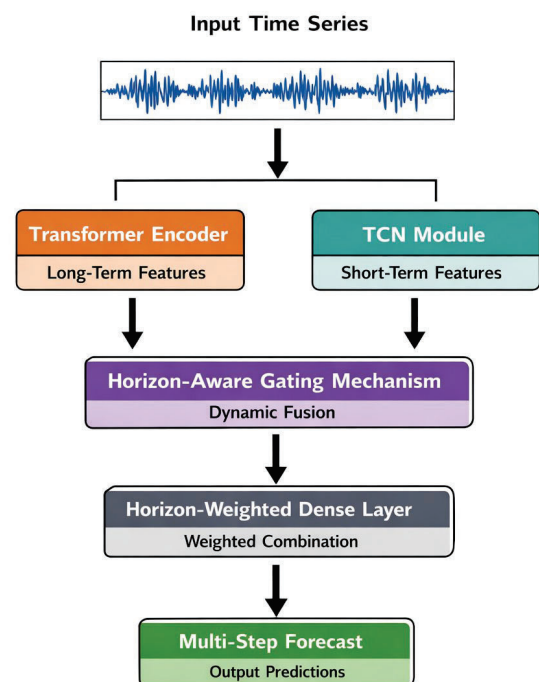 Input Time Series
Transformer Encoder
Long-Term Features
TCN Module
Short-Term Features
Horizon-Aware Gating Mechanism
Dynamic Fusion
Horizon-Weighted Dense Layer
Weighted Combination
Multi-Step Forecast
Output Predictions